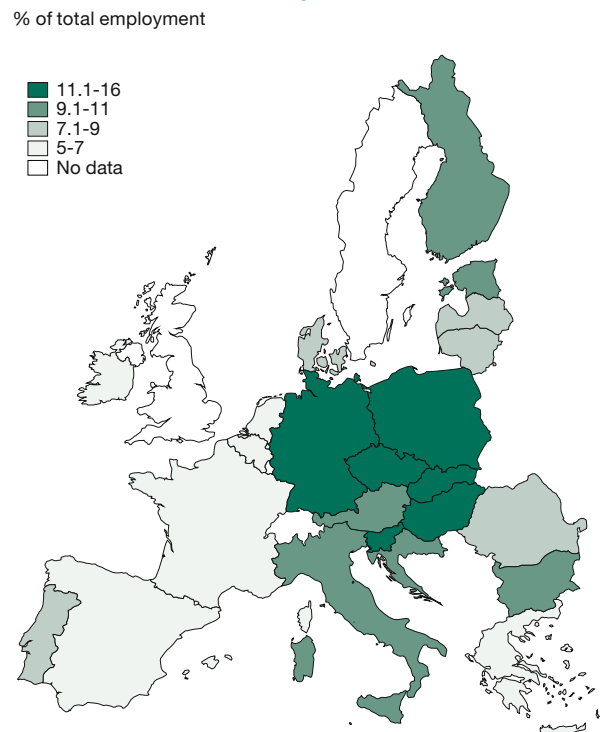 % of total employment
11.1-16
9.1-11
7.1-9
5-7
No data